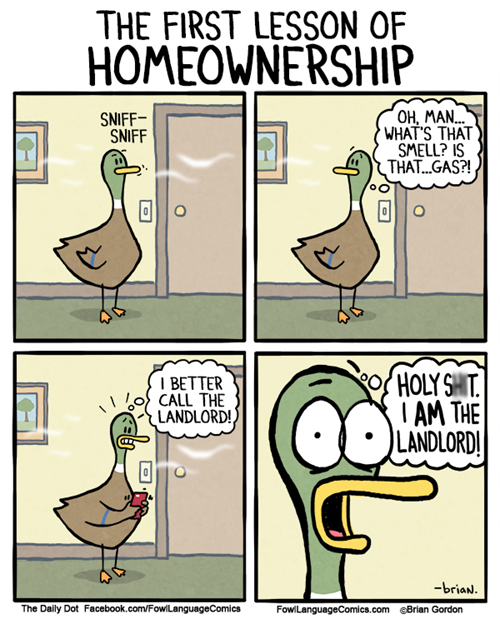 THE FIRST LESSON OF
HOMEOWNERSHIP
SNIFF-
SNIFF
OH, MAN...
WHAT'S THAT
SMELL? IS
THAT...GAS?!
I BETTER
CALL THE
LANDLORD!
HOLY
I AM THE
LANDLORD!
-brian.
The Daily Dot Facebook.com/FowlLanguageComics
FowlLanguageComics.com ©Brian Gordon